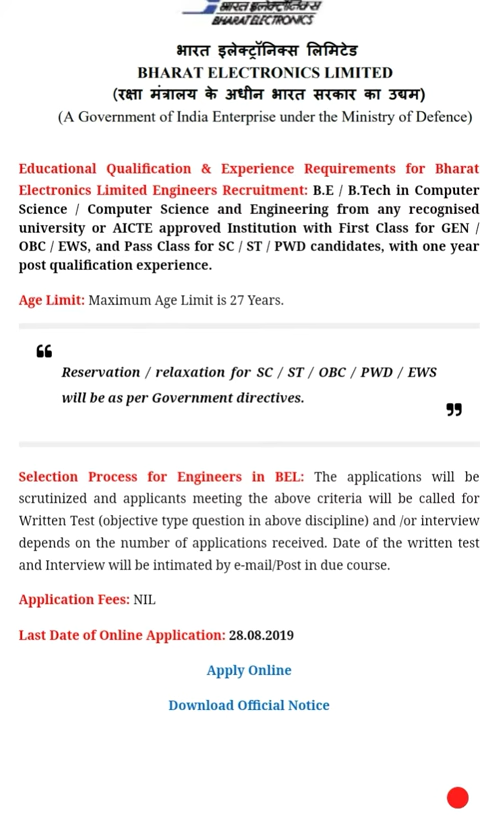 भारत इलेक्ट्रॉनिक्स
BHARAT ELECTRONICS
भारत इलेक्ट्रॉनिक्स लिमिटेड
BHARAT ELECTRONICS LIMITED
(रक्षा मंत्रालय के अधीन भारत सरकार का उद्यम)
(A Government of India Enterprise under the Ministry of Defence)
Educational Qualification & Experience Requirements for Bharat
Electronics Limited Engineers Recruitment: B.E / B.Tech in Computer
Science / Computer Science and Engineering from any recognised
university or AICTE approved Institution with First Class for GEN /
OBC / EWS, and Pass Class for SC / ST / PWD candidates, with one year
post qualification experience.
Age Limit: Maximum Age Limit is 27 Years.
“
Reservation / relaxation for SC / ST / OBC / PWD / EWS
will be as per Government directives.
”
Selection Process for Engineers in BEL: The applications will be
scrutinized and applicants meeting the above criteria will be called for
Written Test (objective type question in above discipline) and /or interview
depends on the number of applications received. Date of the written test
and Interview will be intimated by e-mail/Post in due course.
Application Fees: NIL
Last Date of Online Application: 28.08.2019
Apply Online
Download Official Notice